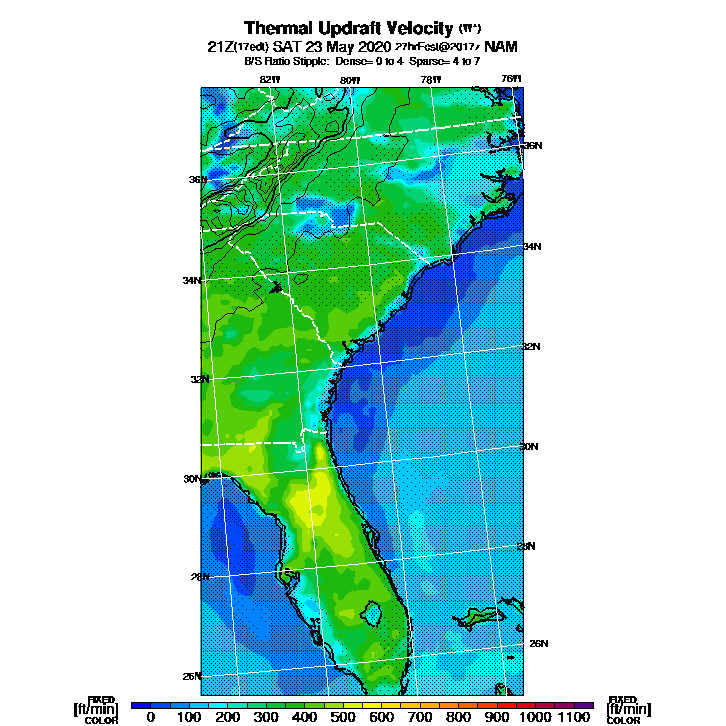 Thermal Updraft Velocity (W*)
21Z(17edt) SAT 23 May 2020 27hrFcst@2017z NAM
B/S Ratio Stipple: Dense= 0 to 4 Sparse= 4 to 7
82W 80W 78W 76W
36N
36N
34N
34N
32N
32N
30N
30N
28N
28N
26N
26N
FIXED FIXED
[ft/min] 0 100 200 300 400 500 600 700 800 900 1000 1100 [ft/min]
COLOR COLOR